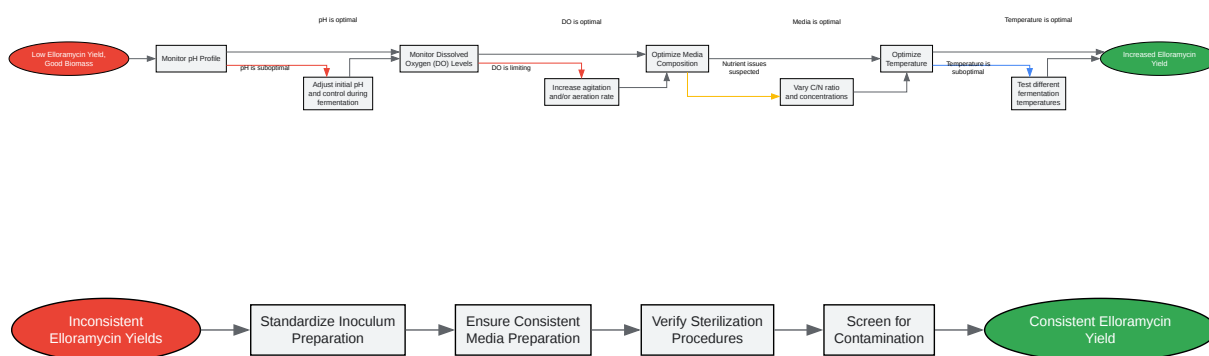 pH is optimal
DO is optimal
Media is optimal
Temperature is optimal
Low Elloramycin Yield,
Good Biomass
Monitor pH Profile
pH is suboptimal
Adjust initial pH
and control during
fermentation
Monitor Dissolved
Oxygen (DO) Levels
DO is limiting
Increase agitation
and/or aeration rate
Optimize Media
Composition
Nutrient issues
suspected
Vary C/N ratio
and concentrations
Optimize
Temperature
Temperature is
suboptimal
Test different
fermentation
temperatures
Increased Elloramycin
Yield
Inconsistent
Elloramycin Yields
Standardize Inoculum
Preparation
Ensure Consistent
Media Preparation
Verify Sterilization
Procedures
Screen for
Contamination
Consistent Elloramycin
Yield